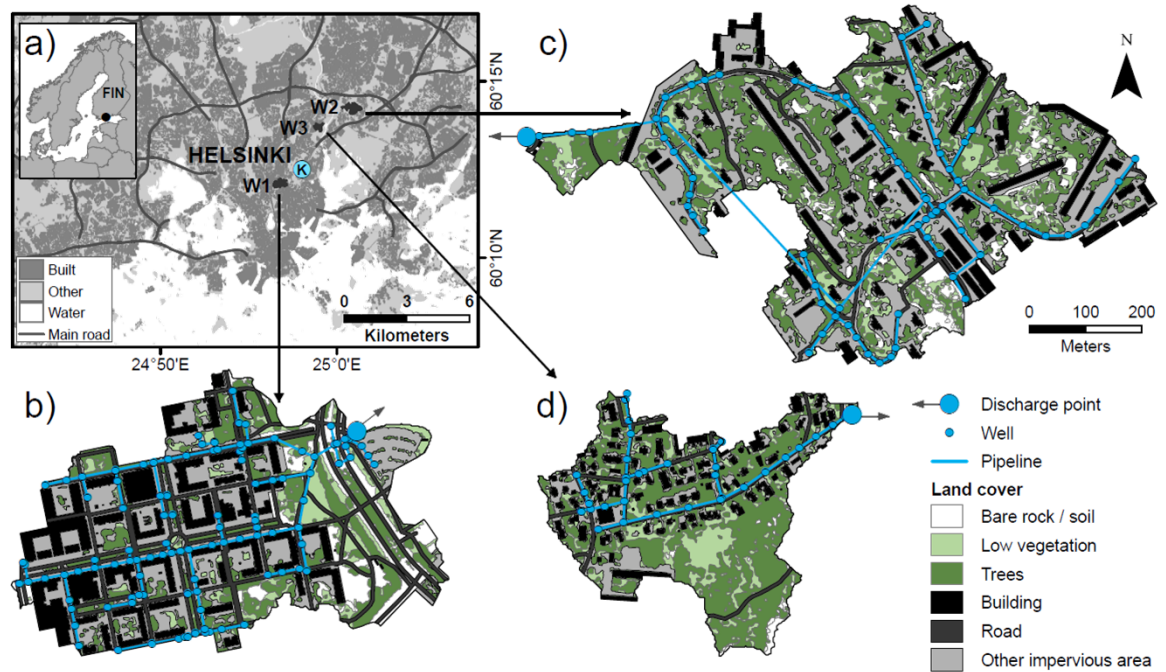 a)
FIN
W2
W3
HELSINKI
K
W1
Built
Other
Water
Main road
0 3 6
Kilometers
60°15'N
60°10'N
24°50'E
25°0'E
c)
N
0 100 200
Meters
b)
d)
Discharge point
Well
Pipeline
Land cover
Bare rock / soil
Low vegetation
Trees
Building
Road
Other impervious area